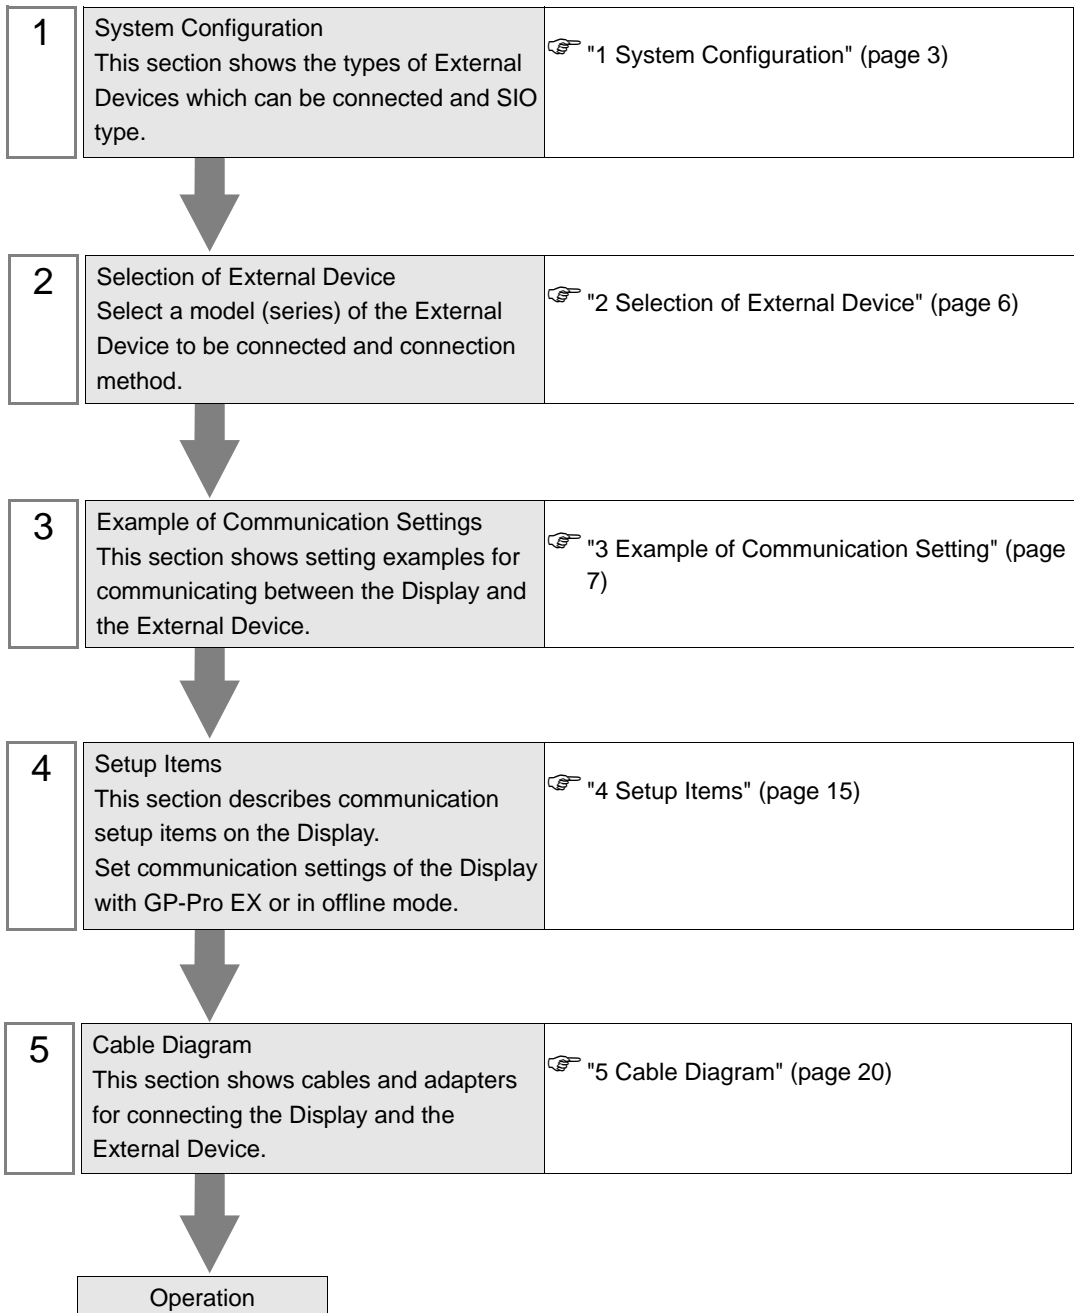 1
System Configuration
This section shows the types of External
Devices which can be connected and SIO
type.
"1 System Configuration" (page 3)
2
Selection of External Device
Select a model (series) of the External
Device to be connected and connection
method.
"2 Selection of External Device" (page 6)
3
Example of Communication Settings
This section shows setting examples for
communicating between the Display and
the External Device.
"3 Example of Communication Setting" (page
7)
4
Setup Items
This section describes communication
setup items on the Display.
Set communication settings of the Display
with GP-Pro EX or in offline mode.
"4 Setup Items" (page 15)
5
Cable Diagram
This section shows cables and adapters
for connecting the Display and the
External Device.
"5 Cable Diagram" (page 20)
Operation